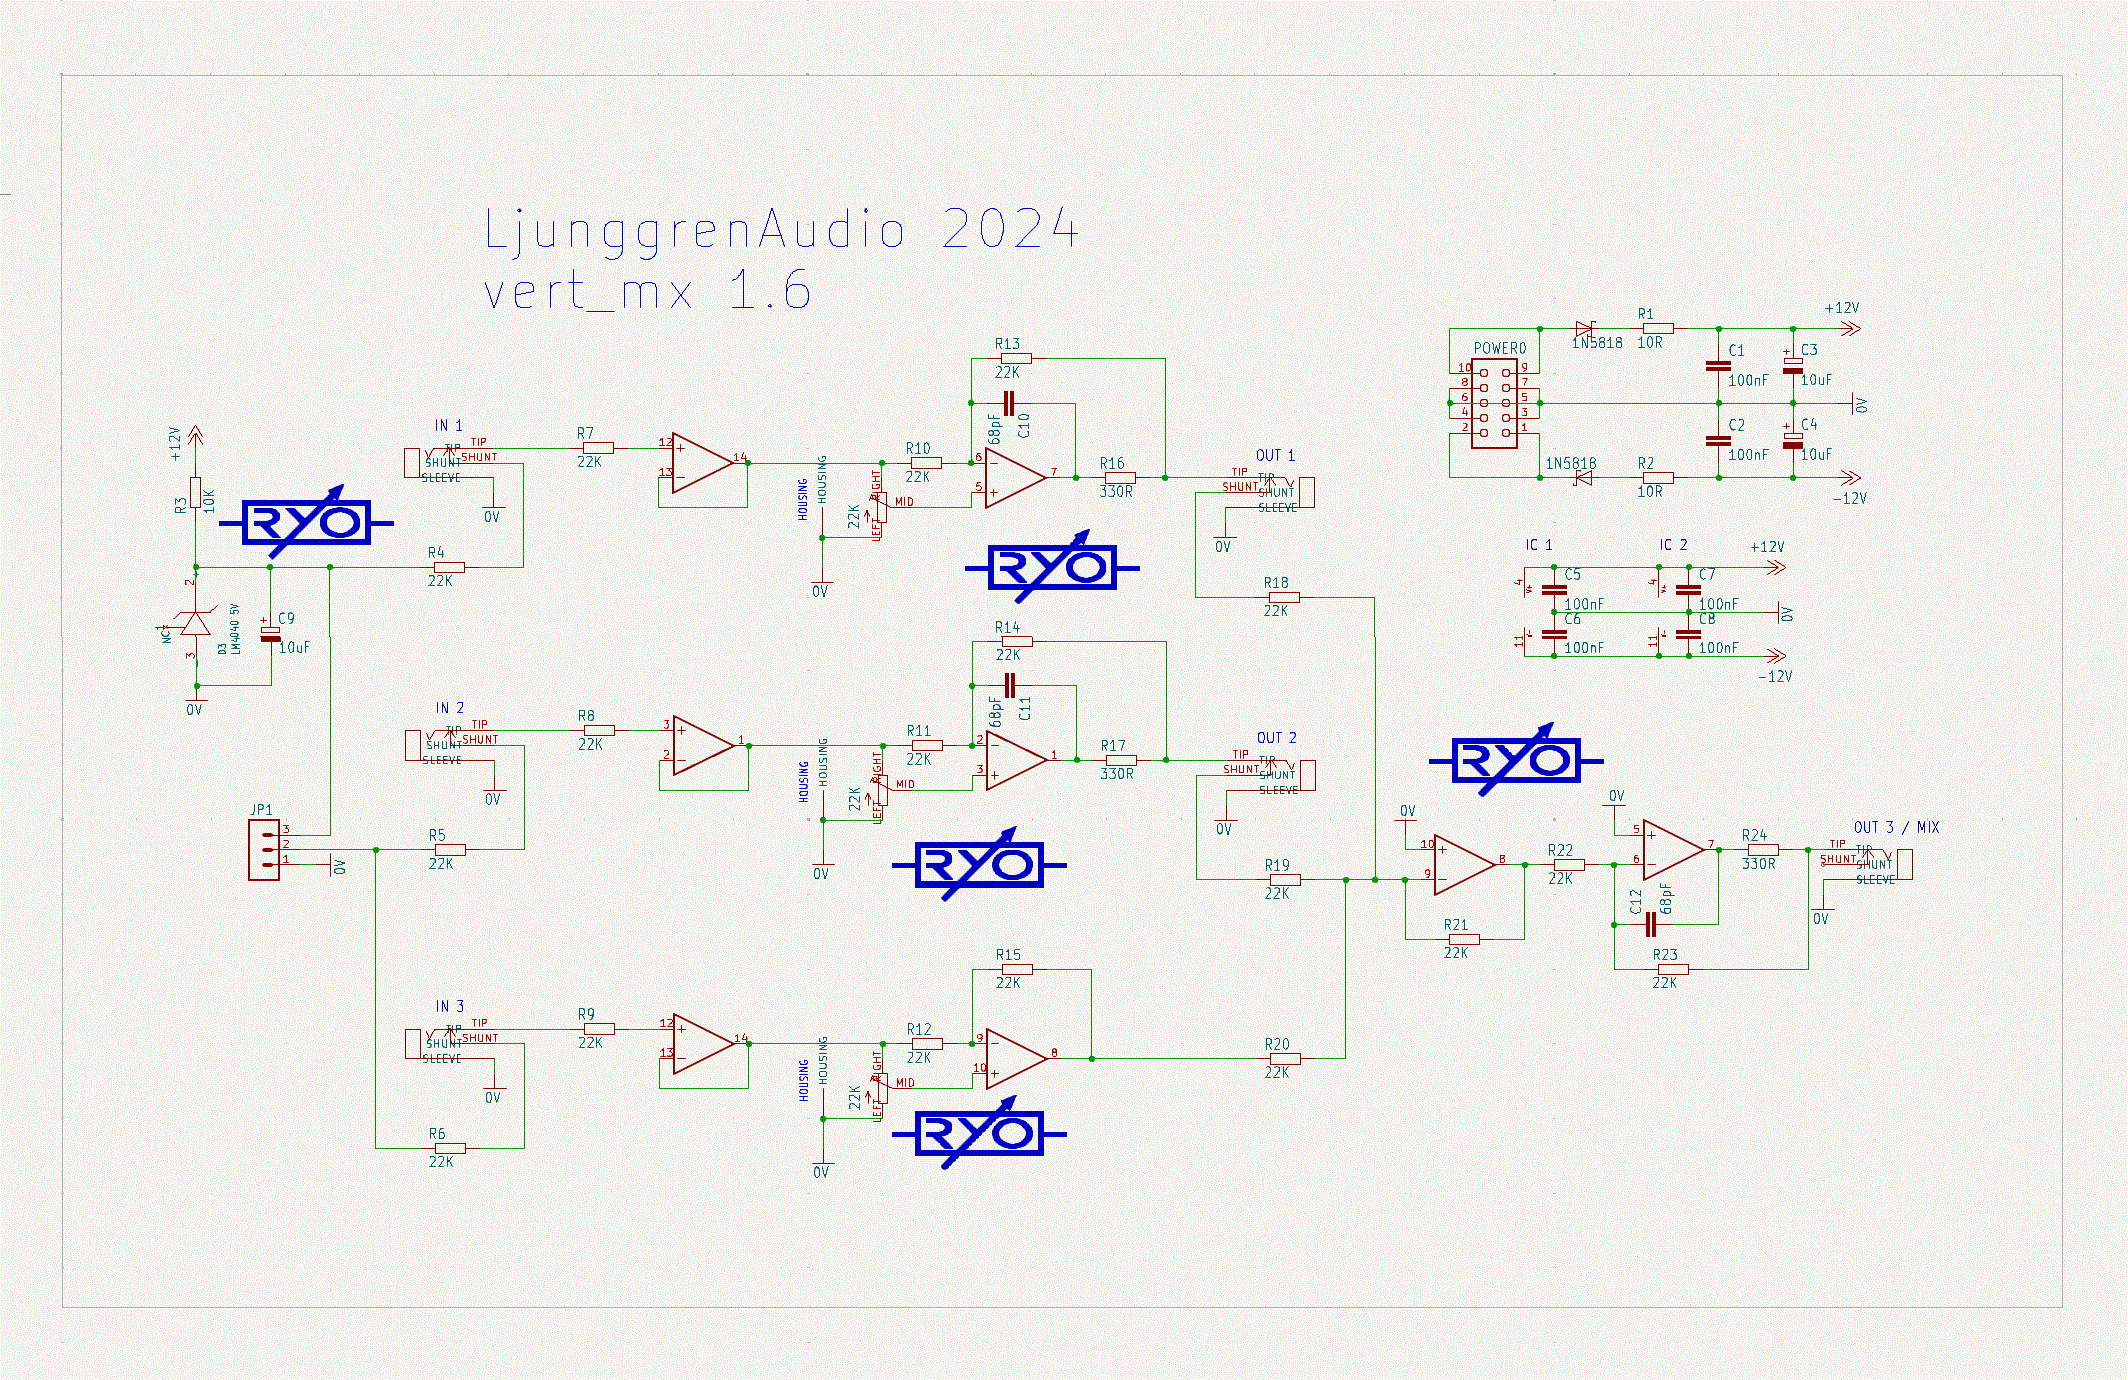 LjunggrenAudio 2024
vert_mx 1.6
+12V
R3
10K
RYO
2
NC
1
3
D3
LM4040 5V
+
C9
10uF
0V
IN 1
TIP
SHUNT
TIP
SHUNT
SLEEVE
0V
R4
22K
R7
22K
12
13
14
HOUSING
HOUSING
0V
22K
RIGHT
MID
LEFT
R10
22K
R13
22K
68pF
C10
6
5
7
R16
330R
RYO
OUT 1
TIP
SHUNT
TIP
SHUNT
SLEEVE
0V
R18
22K
IN 2
TIP
SHUNT
TIP
SHUNT
SLEEVE
0V
R5
22K
R8
22K
3
2
1
HOUSING
HOUSING
0V
22K
RIGHT
MID
LEFT
R11
22K
R14
22K
68pF
C11
2
3
1
R17
330R
RYO
OUT 2
TIP
SHUNT
TIP
SHUNT
SLEEVE
0V
R19
22K
JP1
3
2
1
0V
IN 3
TIP
SHUNT
TIP
SHUNT
SLEEVE
0V
R6
22K
R9
22K
12
13
14
HOUSING
HOUSING
0V
22K
RIGHT
MID
LEFT
R12
22K
R15
22K
9
10
8
RYO
R20
22K
POWER0
10
8
6
4
2
9
7
5
3
1
1N5818
R1
10R
+12V
C1
100nF
+
C3
10uF
0V
C2
100nF
+
C4
10uF
1N5818
R2
10R
-12V
IC 1
IC 2
+12V
4
V+
C5
100nF
4
V+
C7
100nF
0V
11
C6
100nF
11
C8
100nF
-12V
RYO
0V
10
9
8
R21
22K
R22
22K
0V
5
6
7
C12
68pF
R23
22K
R24
330R
OUT 3 / MIX
TIP
SHUNT
TIP
SHUNT
SLEEVE
0V